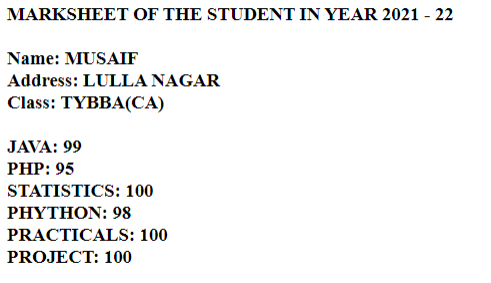 MARKSHEET OF THE STUDENT IN YEAR 2021 - 22
Name: MUSAIF
Address: LULLA NAGAR
Class: TYBBA(CA)
JAVA: 99
PHP: 95
STATISTICS: 100
PHYTHON: 98
PRACTICALS: 100
PROJECT: 100